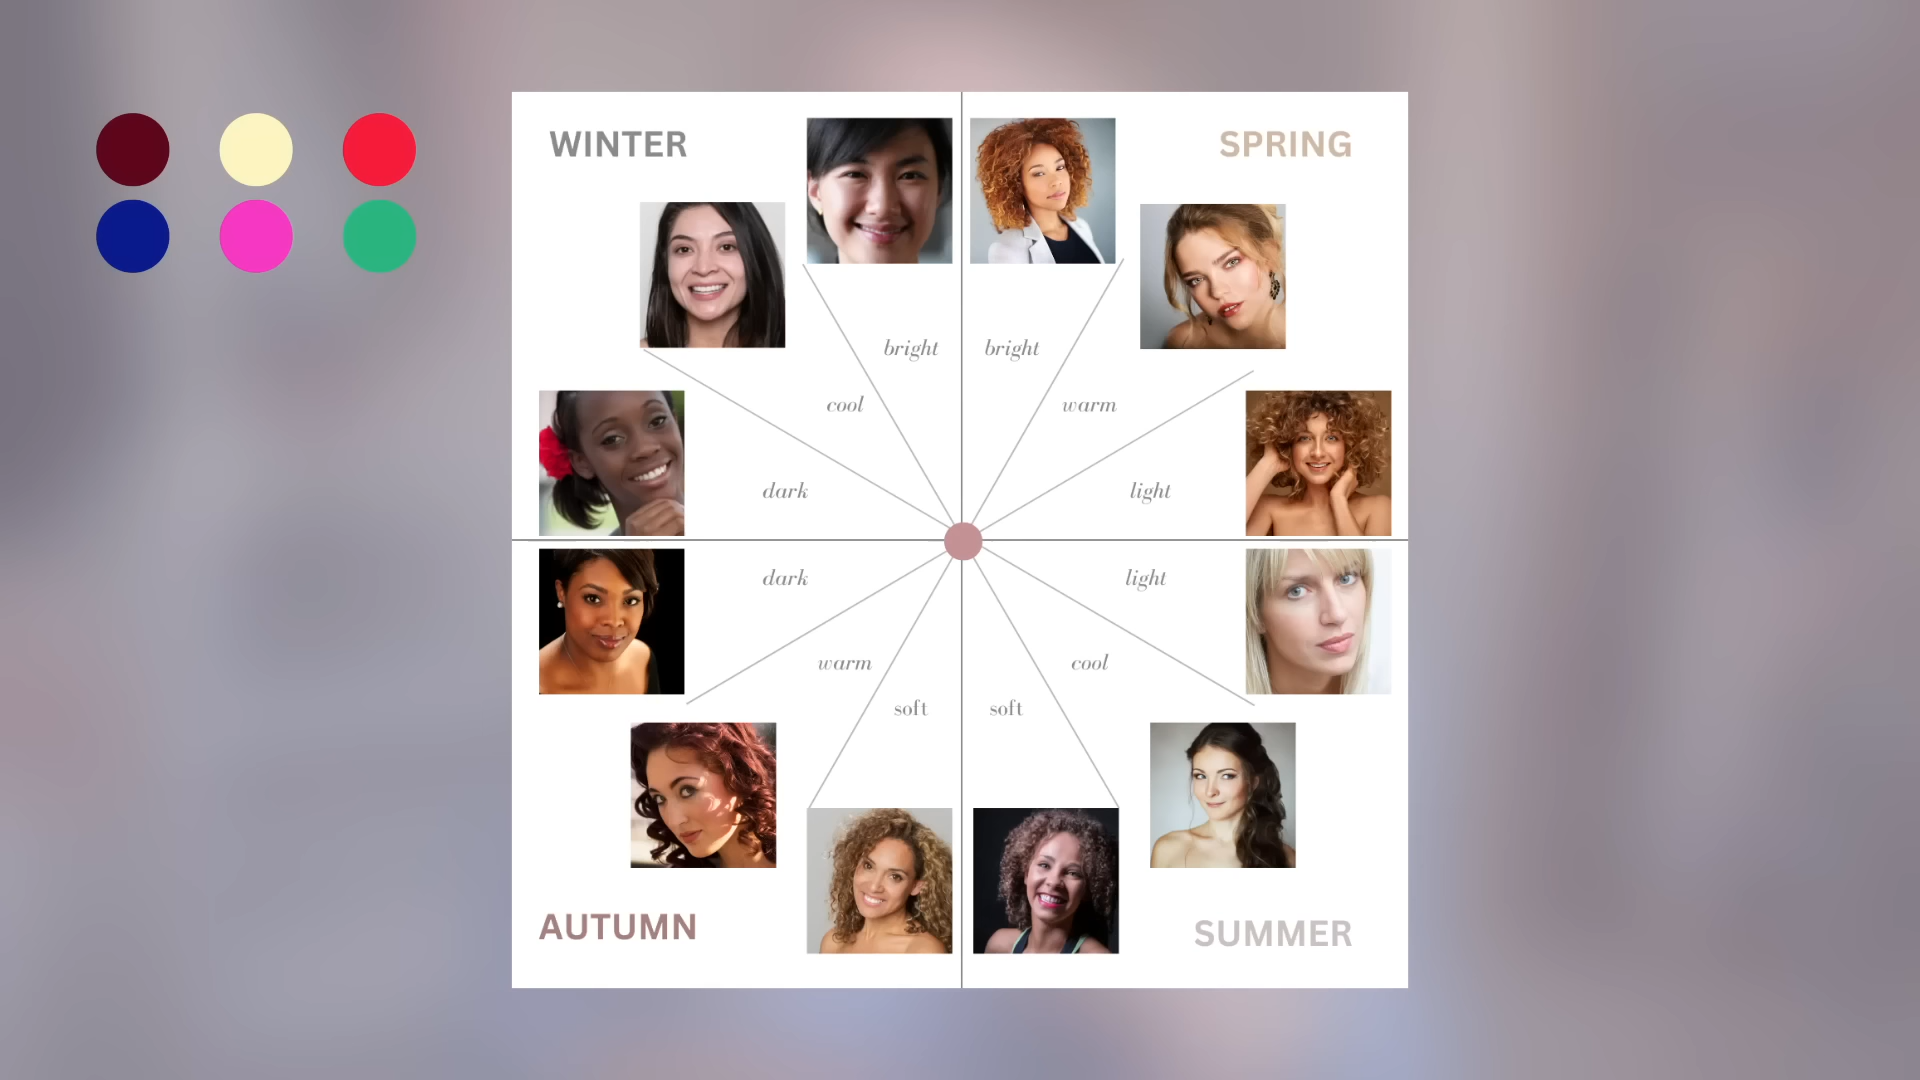 WINTER
SPRING
bright
bright
cool
warm
dark
light
dark
light
warm
cool
soft
soft
AUTUMN
SUMMER